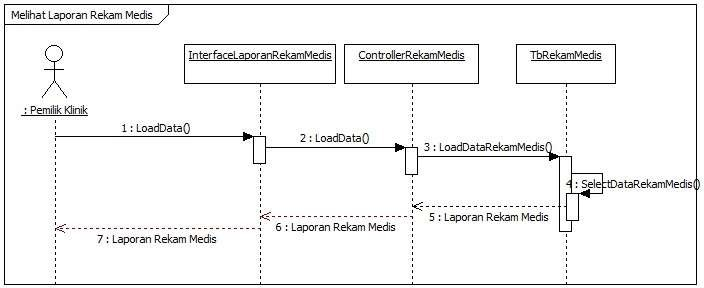 Melihat Laporan Rekam Medis
InterfaceLaporanRekamMedis
ControllerRekamMedis
TbRekamMedis
: Pemilik Klinik
1 : LoadData()
2 : LoadData()
3 : LoadDataRekamMedis()
4 : SelectDataRekamMedis()
5 : Laporan Rekam Medis
6 : Laporan Rekam Medis
7 : Laporan Rekam Medis